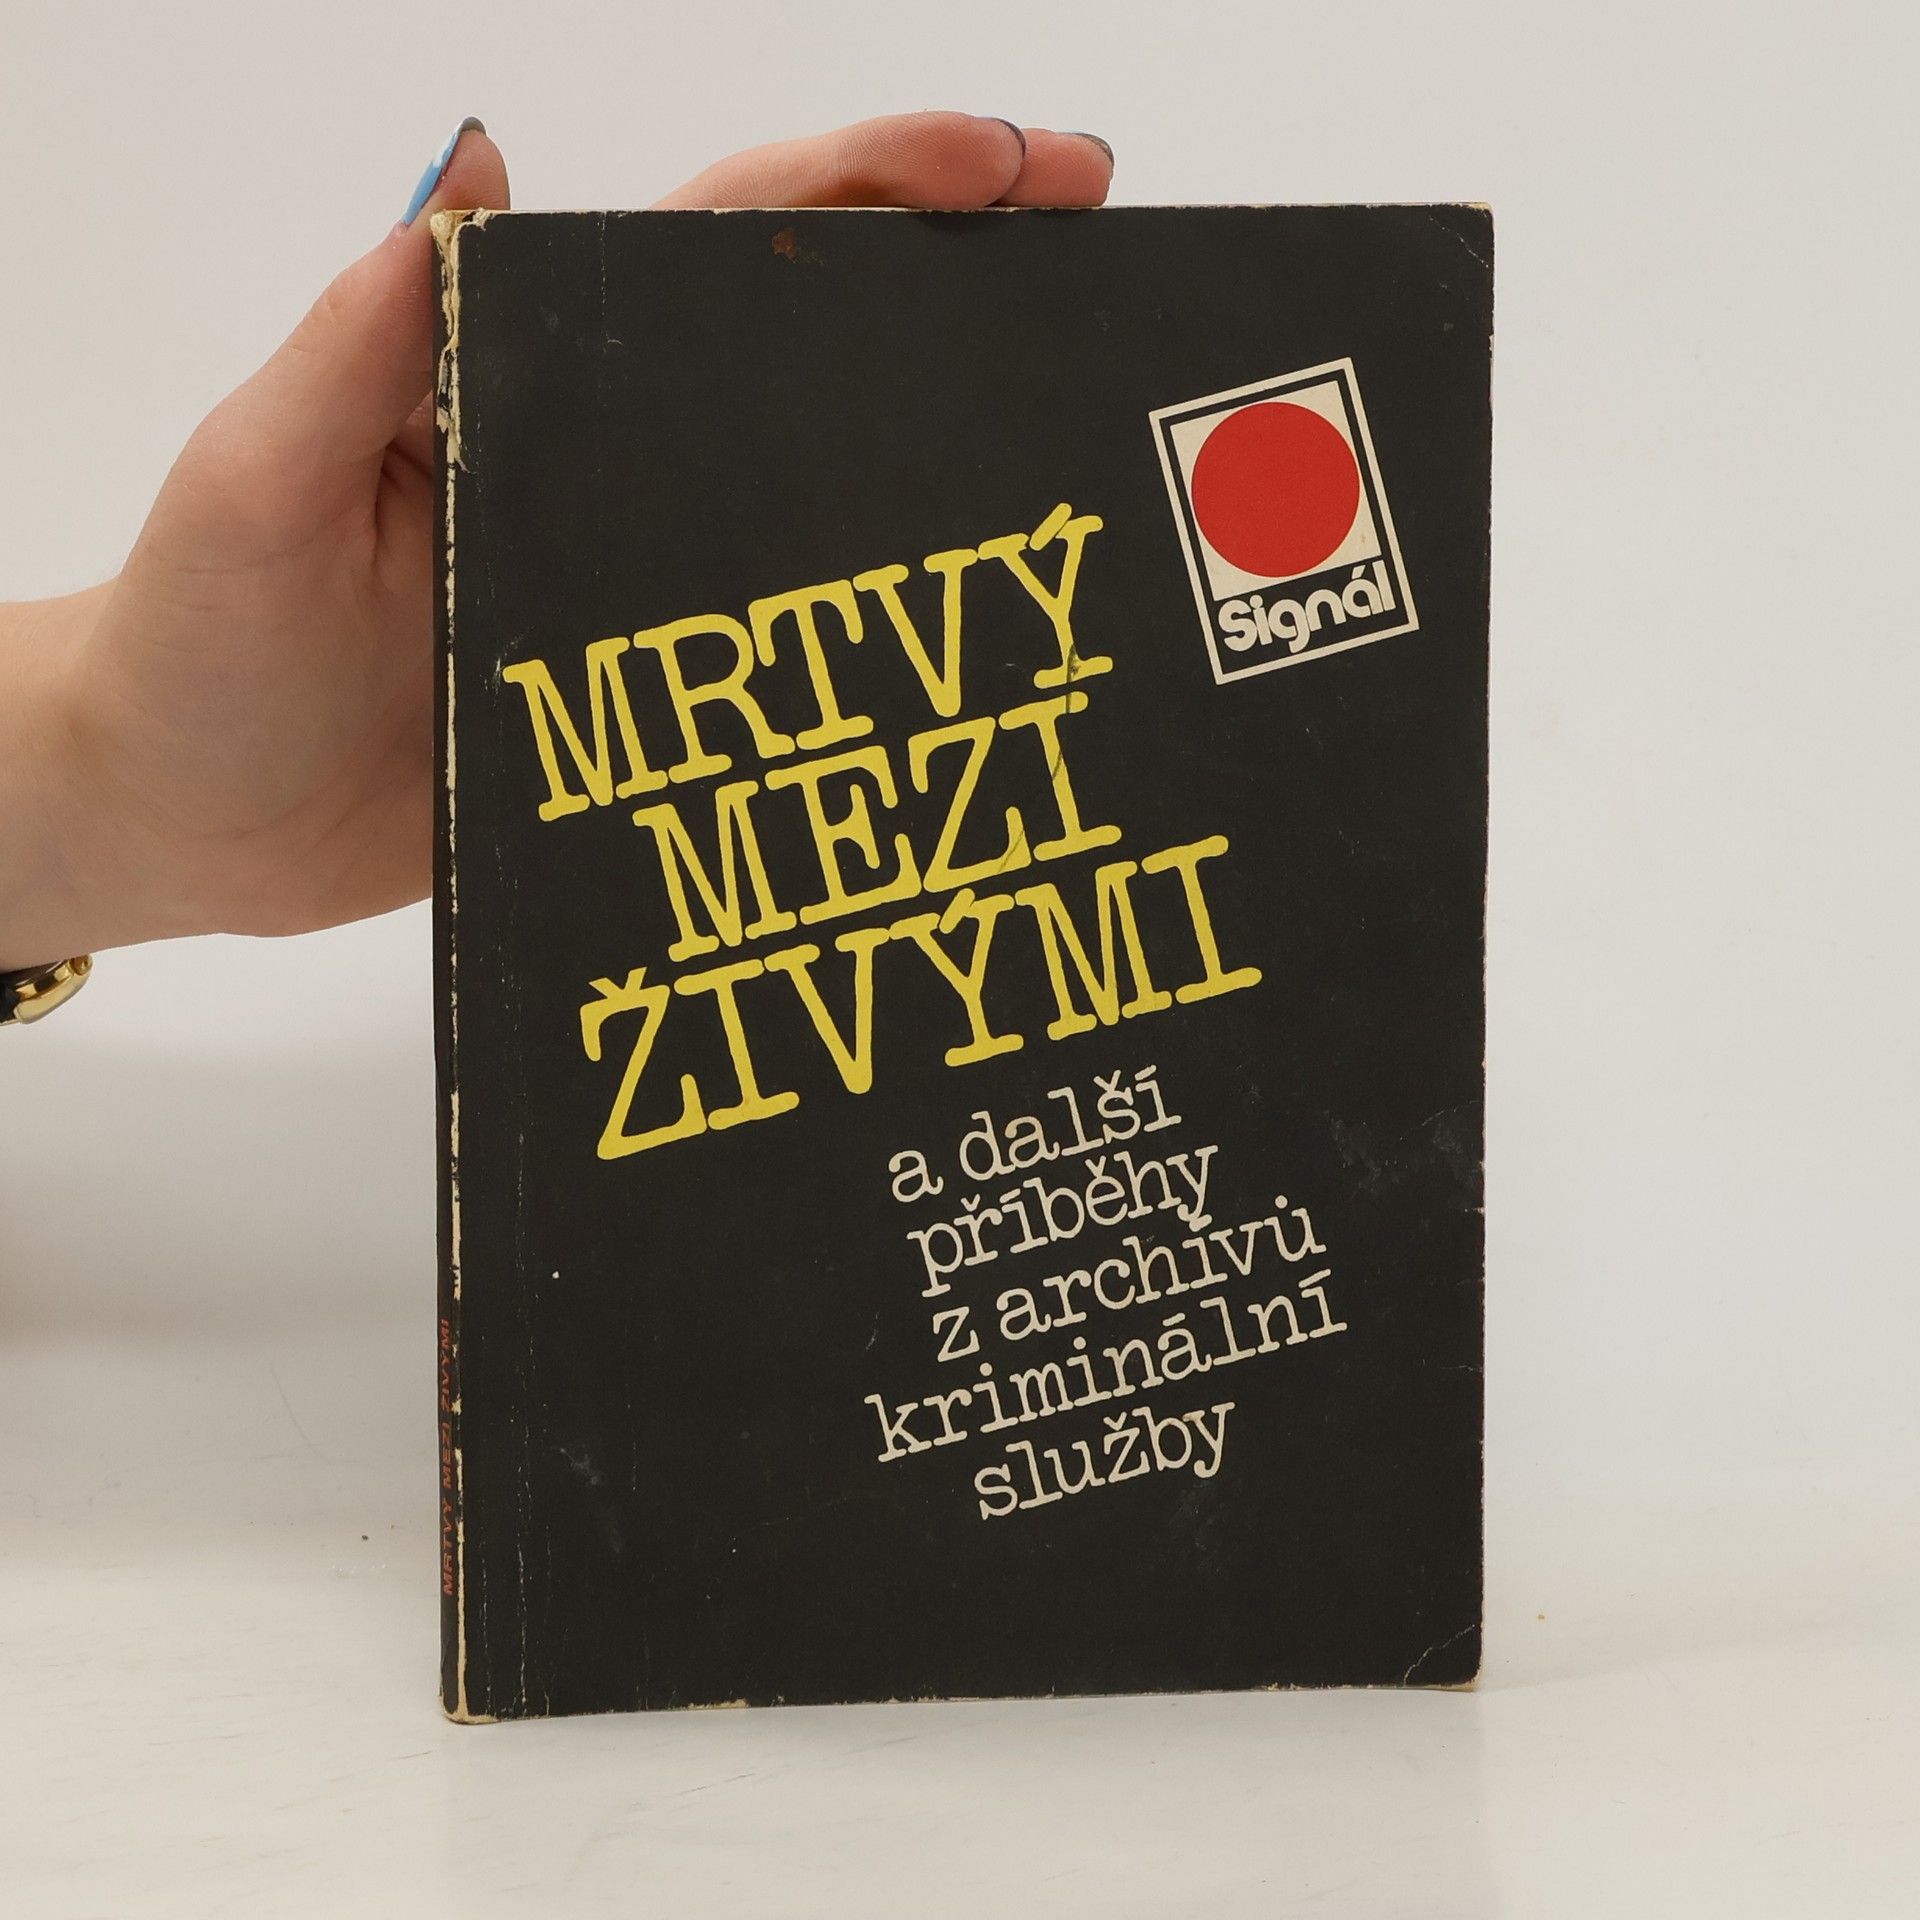 Signál
MRTVÝ
MEZI
ŽIVÝMI
a další
příběhy
z archívů
kriminální
služby
MRTVÝ MEZI ŽIVÝMI